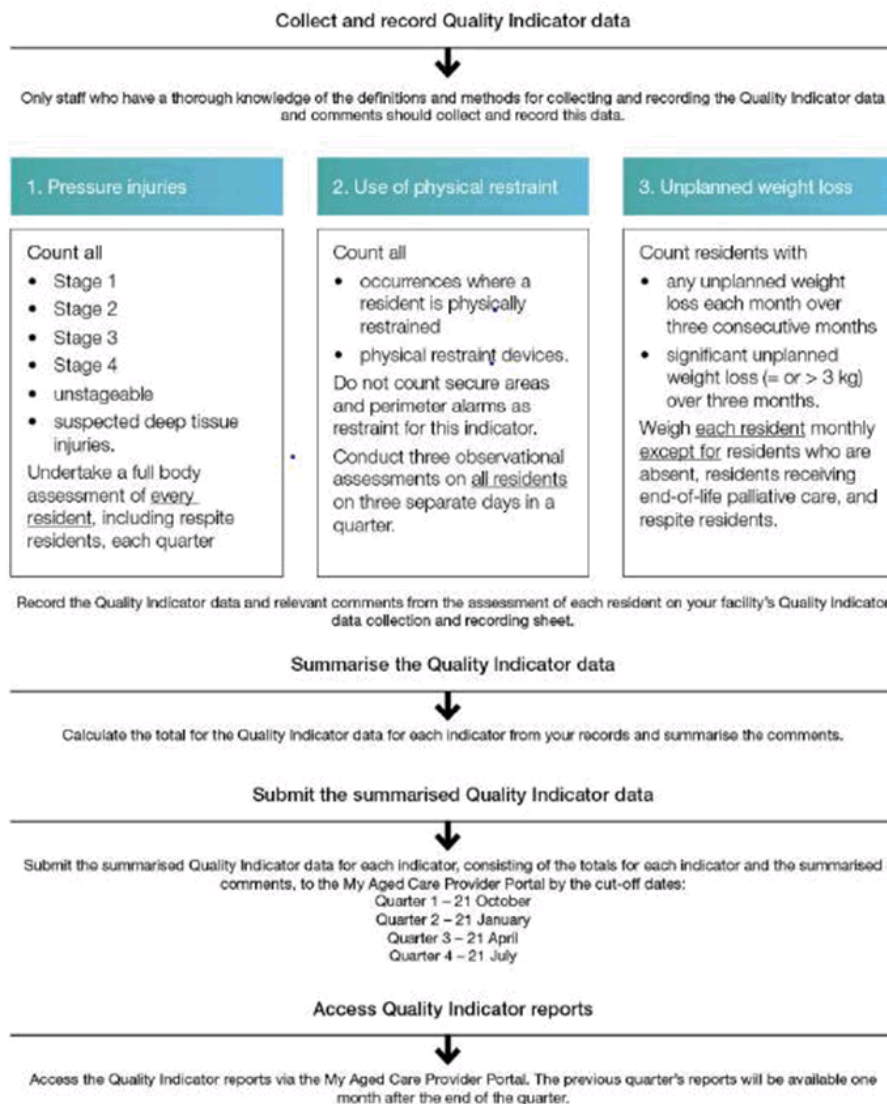 Collect and record Quality Indicator data
Only staff who have a thorough knowledge of the definitions and methods for collecting and recording the Quality Indicator data
and comments should collect and record this data.
1. Pressure injuries
Count all
• Stage 1
• Stage 2
• Stage 3
• Stage 4
• unstageable
• suspected deep tissue
injuries.
Undertake a full body
assessment of every
resident, including respite
residents, each quarter
2. Use of physical restraint
Count all
• occurrences where a
resident is physically
restrained
• physical restraint devices.
Do not count secure areas
and perimeter alarms as
restraint for this indicator.
Conduct three observational
assessments on all residents
on three separate days in a
quarter.
3. Unplanned weight loss
Count residents with
• any unplanned weight
loss each month over
three consecutive months
• significant unplanned
weight loss (= or > 3 kg)
over three months.
Weigh each resident monthly
except for residents who are
absent, residents receiving
end-of-life palliative care, and
respite residents.
Record the Quality Indicator data and relevant comments from the assessment of each resident on your facility's Quality Indicator
data collection and recording sheet.
Summarise the Quality Indicator data
Calculate the total for the Quality Indicator data for each indicator from your records and summarise the comments.
Submit the summarised Quality Indicator data
Submit the summarised Quality Indicator data for each indicator, consisting of the totals for each indicator and the summarised
comments, to the My Aged Care Provider Portal by the cut-off dates:
Quarter 1 – 21 October
Quarter 2 – 21 January
Quarter 3 – 21 April
Quarter 4 – 21 July
Access Quality Indicator reports
Access the Quality Indicator reports via the My Aged Care Provider Portal. The previous quarter's reports will be available one
month after the end of the quarter.